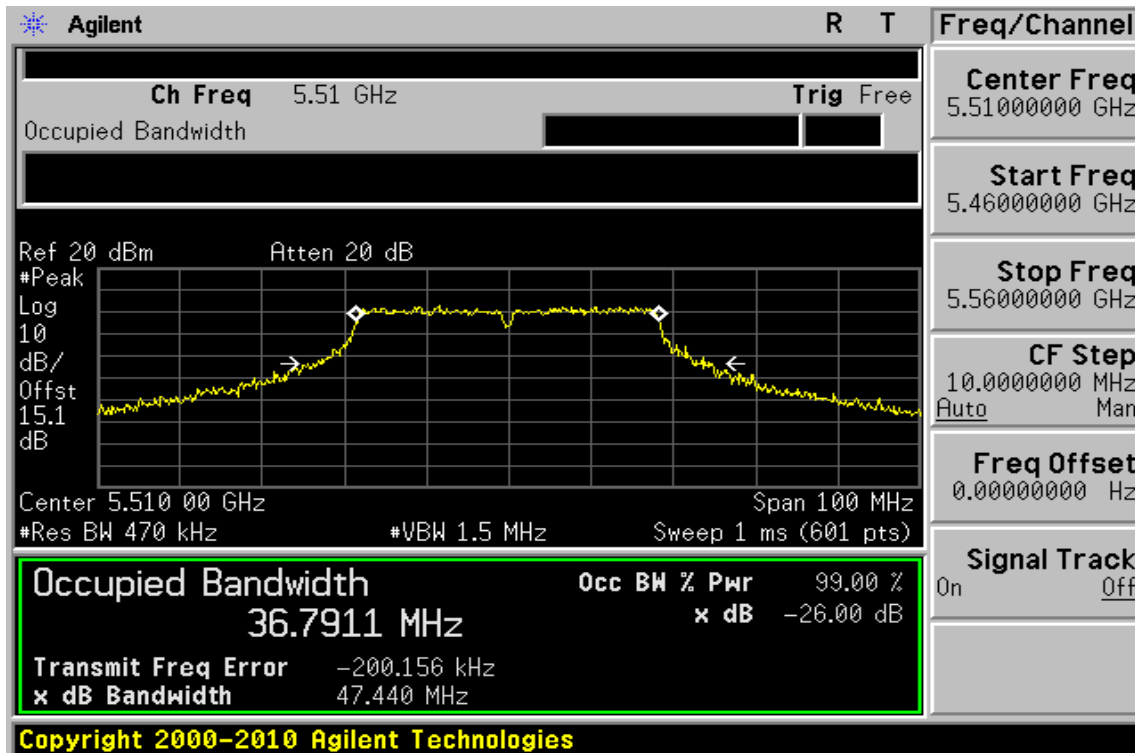 Agilent R T
Ch Freq 5.51 GHz Trig Free
Occupied Bandwidth
Ref 20 dBm Atten 20 dB
#Peak
Log
10
dB/
Offst
15.1
dB
Center 5.510 00 GHz Span 100 MHz
#Res BW 470 kHz #VBW 1.5 MHz Sweep 1 ms (601 pts)
Occupied Bandwidth Occ BW % Pwr 99.00 %
36.7911 MHz x dB -26.00 dB
Transmit Freq Error -200.156 kHz
x dB Bandwidth 47.440 MHz
Copyright 2000-2010 Agilent Technologies
Freq/Channel
Center Freq
5.51000000 GHz
Start Freq
5.46000000 GHz
Stop Freq
5.56000000 GHz
CF Step
10.0000000 MHz
Auto Man
Freq Offset
0.00000000 Hz
Signal Track
On Off